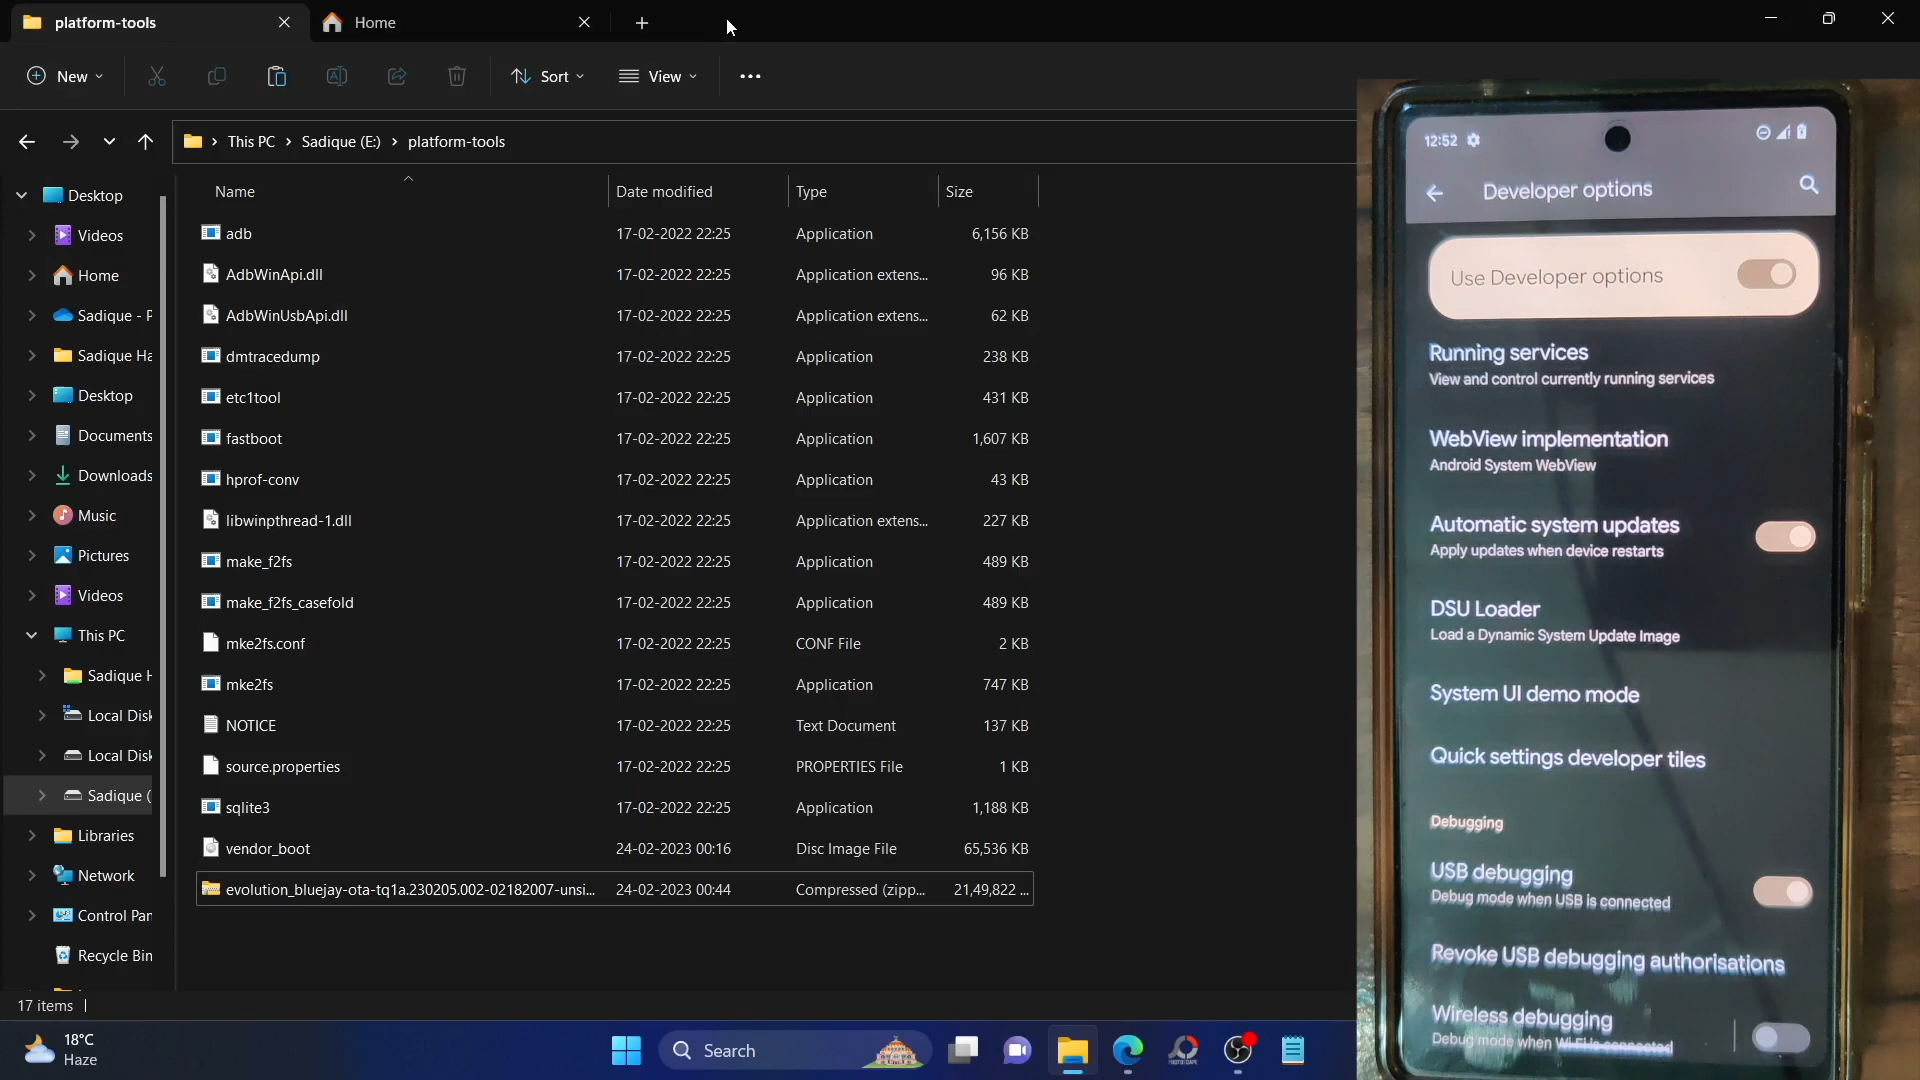 platform-tools
Home
New
Sort
View
This PC
Sadique (E:)
platform-tools
Name
Date modified
Type
Size
Desktop
Videos
Home
Sadique - P
Sadique Ha
Desktop
Documents
Downloads
Music
Pictures
Videos
This PC
Sadique H
Local Disk
Local Disk
Sadique (
Libraries
Network
Control Pan
Recycle Bin
adb 17-02-2022 22:25 Application 6,156 KB
AdbWinApi.dll 17-02-2022 22:25 Application extens... 96 KB
AdbWinUsbApi.dll 17-02-2022 22:25 Application extens... 62 KB
dmtracedump 17-02-2022 22:25 Application 238 KB
etc1tool 17-02-2022 22:25 Application 431 KB
fastboot 17-02-2022 22:25 Application 1,607 KB
hprof-conv 17-02-2022 22:25 Application 43 KB
libwinpthread-1.dll 17-02-2022 22:25 Application extens... 227 KB
make_f2fs 17-02-2022 22:25 Application 489 KB
make_f2fs_casefold 17-02-2022 22:25 Application 489 KB
mke2fs.conf 17-02-2022 22:25 CONF File 2 KB
mke2fs 17-02-2022 22:25 Application 747 KB
NOTICE 17-02-2022 22:25 Text Document 137 KB
source.properties 17-02-2022 22:25 PROPERTIES File 1 KB
sqlite3 17-02-2022 22:25 Application 1,188 KB
vendor_boot 24-02-2023 00:16 Disc Image File 65,536 KB
evolution_bluejay-ota-tq1a.230205.002-02182007-unsi... 24-02-2023 00:44 Compressed (zipp... 21,49,822 ...
17 items
18°C
Haze
Search
12:52
Developer options
Use Developer options
Running services
View and control currently running services
WebView implementation
Android System WebView
Automatic system updates
Apply updates when device restarts
DSU Loader
Load a Dynamic System Update Image
System UI demo mode
Quick settings developer tiles
Debugging
USB debugging
Debug mode when USB is connected
Revoke USB debugging authorisations
Wireless debugging
Debug mode when Wi-Fi is connected